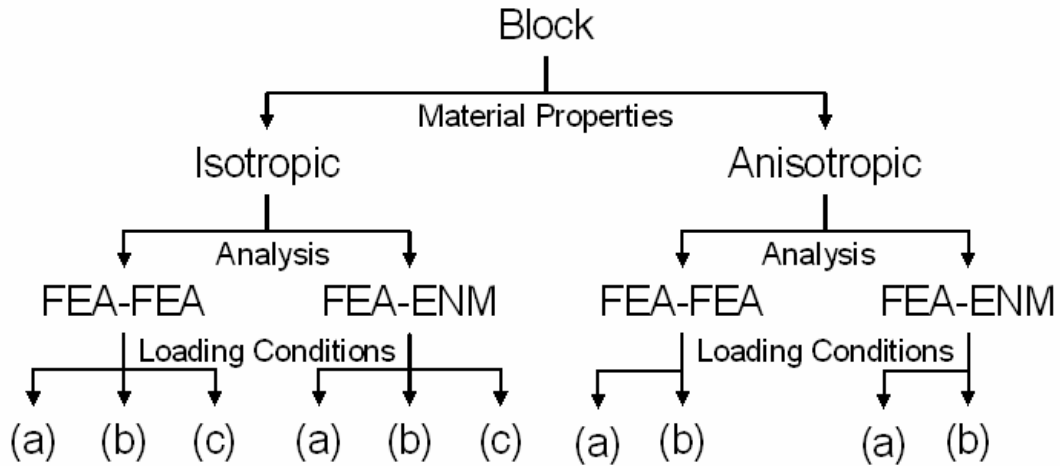 Block
Material Properties
Isotropic Anisotropic
Analysis Analysis
FEA-FEA FEA-ENM FEA-FEA FEA-ENM
Loading Conditions Loading Conditions
(a) (b) (c) (a) (b) (c) (a) (b) (a) (b)